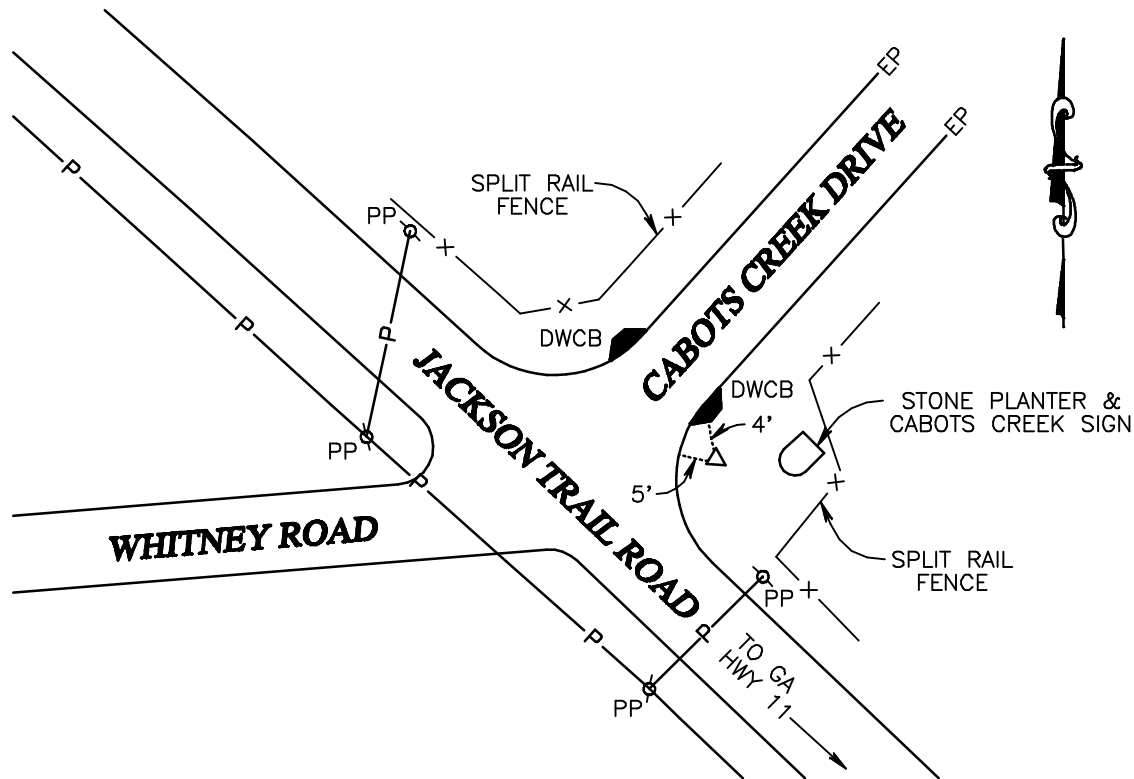 EP
EP
CABOTS CREEK DRIVE
SPLIT RAIL
FENCE
X
X
X
PP
P
P
P
DWCB
DWCB
X
JACKSON TRAIL ROAD
STONE PLANTER &
CABOTS CREEK SIGN
4'
5'
X
PP
P
WHITNEY ROAD
SPLIT RAIL
FENCE
X
PP
P
P
TO GA
HWY 11
PP